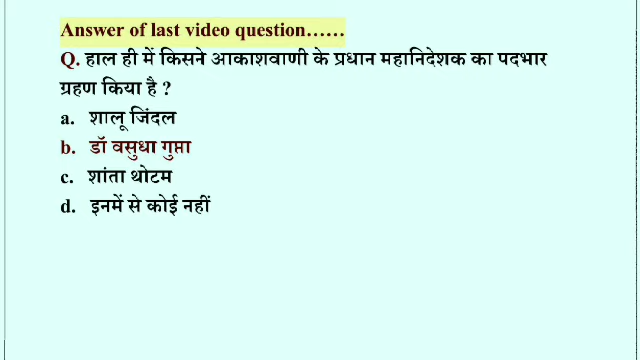 Answer of last video question......
Q. हाल ही में किसने आकाशवाणी के प्रधान महानिदेशक का पदभार
ग्रहण किया है ?
a. शालू जिंदल
b. डॉ वसुधा गुप्ता
c. शांता थोटम
d. इनमें से कोई नहीं